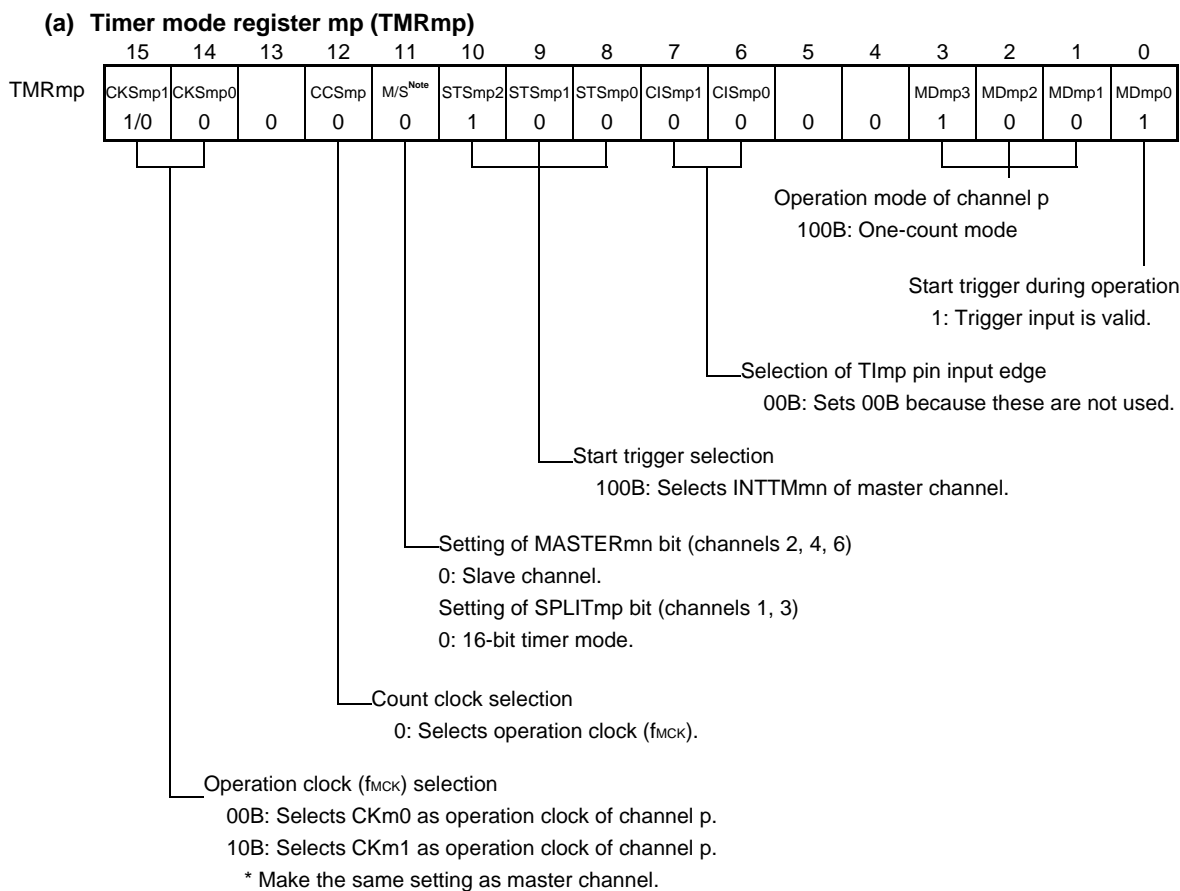 (a) Timer mode register mp (TMRmp)
15 14 13 12 11 10 9 8 7 6 5 4 3 2 1 0
TMRmp CKSmp1 CKSmp0 CCSmp M/S Note STSmp2 STSmp1 STSmp0 CISmp1 CISmp0 MDmp3 MDmp2 MDmp1 MDmp0
1/0 0 0 0 0 1 0 0 0 0 0 0 1 0 0 1
Operation mode of channel p
100B: One-count mode
Start trigger during operation
1: Trigger input is valid.
Selection of TImp pin input edge
00B: Sets 00B because these are not used.
Start trigger selection
100B: Selects INTTMmn of master channel.
Setting of MASTERmn bit (channels 2, 4, 6)
0: Slave channel.
Setting of SPLITmp bit (channels 1, 3)
0: 16-bit timer mode.
Count clock selection
0: Selects operation clock (fMCK).
Operation clock (fMCK) selection
00B: Selects CKm0 as operation clock of channel p.
10B: Selects CKm1 as operation clock of channel p.
* Make the same setting as master channel.